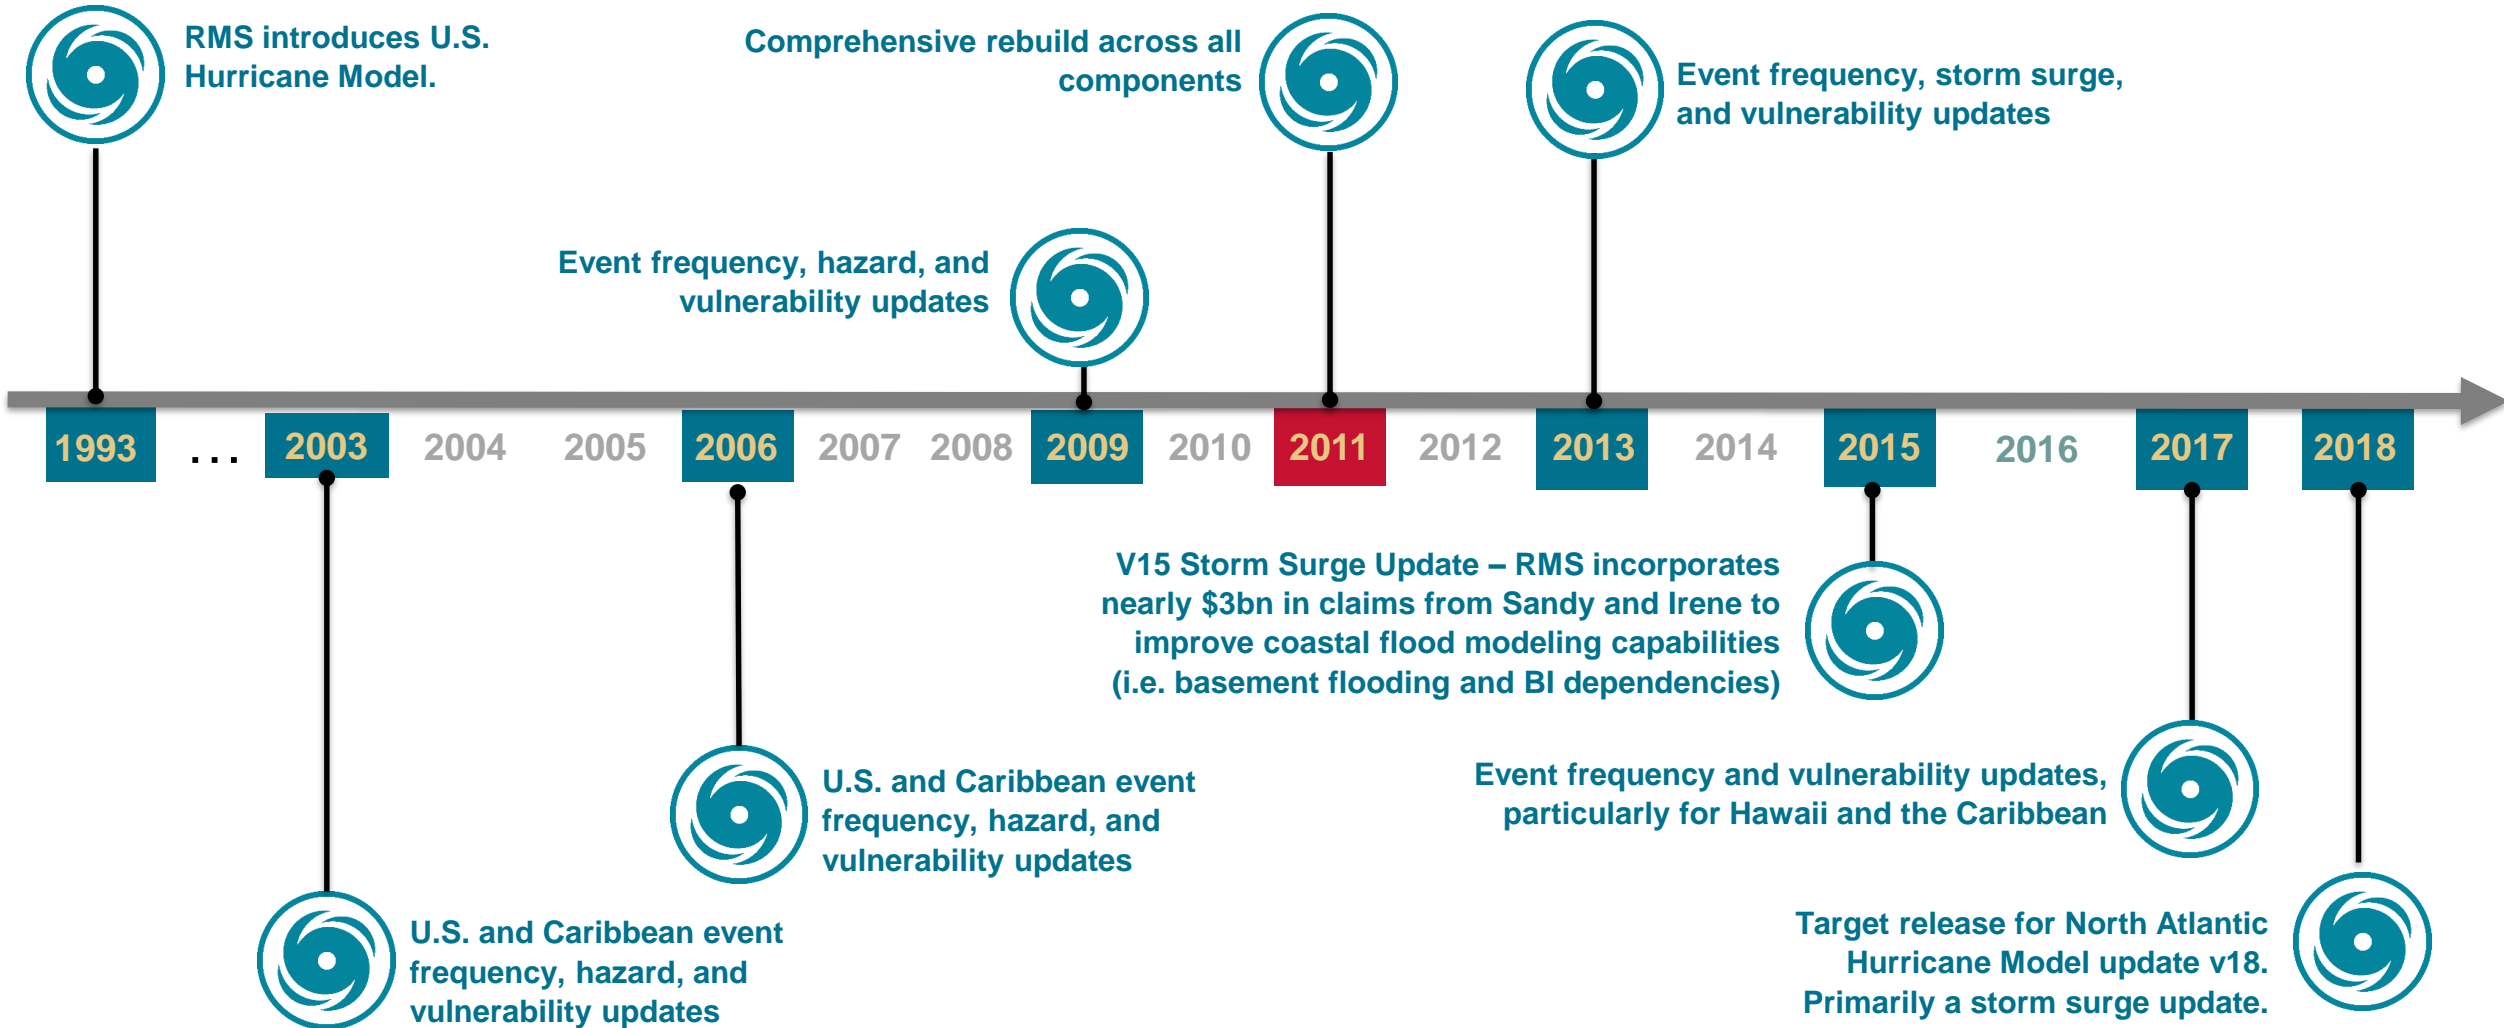 RMS introduces U.S.
Hurricane Model.
Comprehensive rebuild across all
components
Event frequency, storm surge,
and vulnerability updates
Event frequency, hazard, and
vulnerability updates
1993 ... 2003 2004 2005 2006 2007 2008 2009 2010 2011 2012 2013 2014 2015 2016 2017 2018
V15 Storm Surge Update – RMS incorporates
nearly $3bn in claims from Sandy and Irene to
improve coastal flood modeling capabilities
(i.e. basement flooding and BI dependencies)
U.S. and Caribbean event
frequency, hazard, and
vulnerability updates
Event frequency and vulnerability updates,
particularly for Hawaii and the Caribbean
U.S. and Caribbean event
frequency, hazard, and
vulnerability updates
Target release for North Atlantic
Hurricane Model update v18.
Primarily a storm surge update.